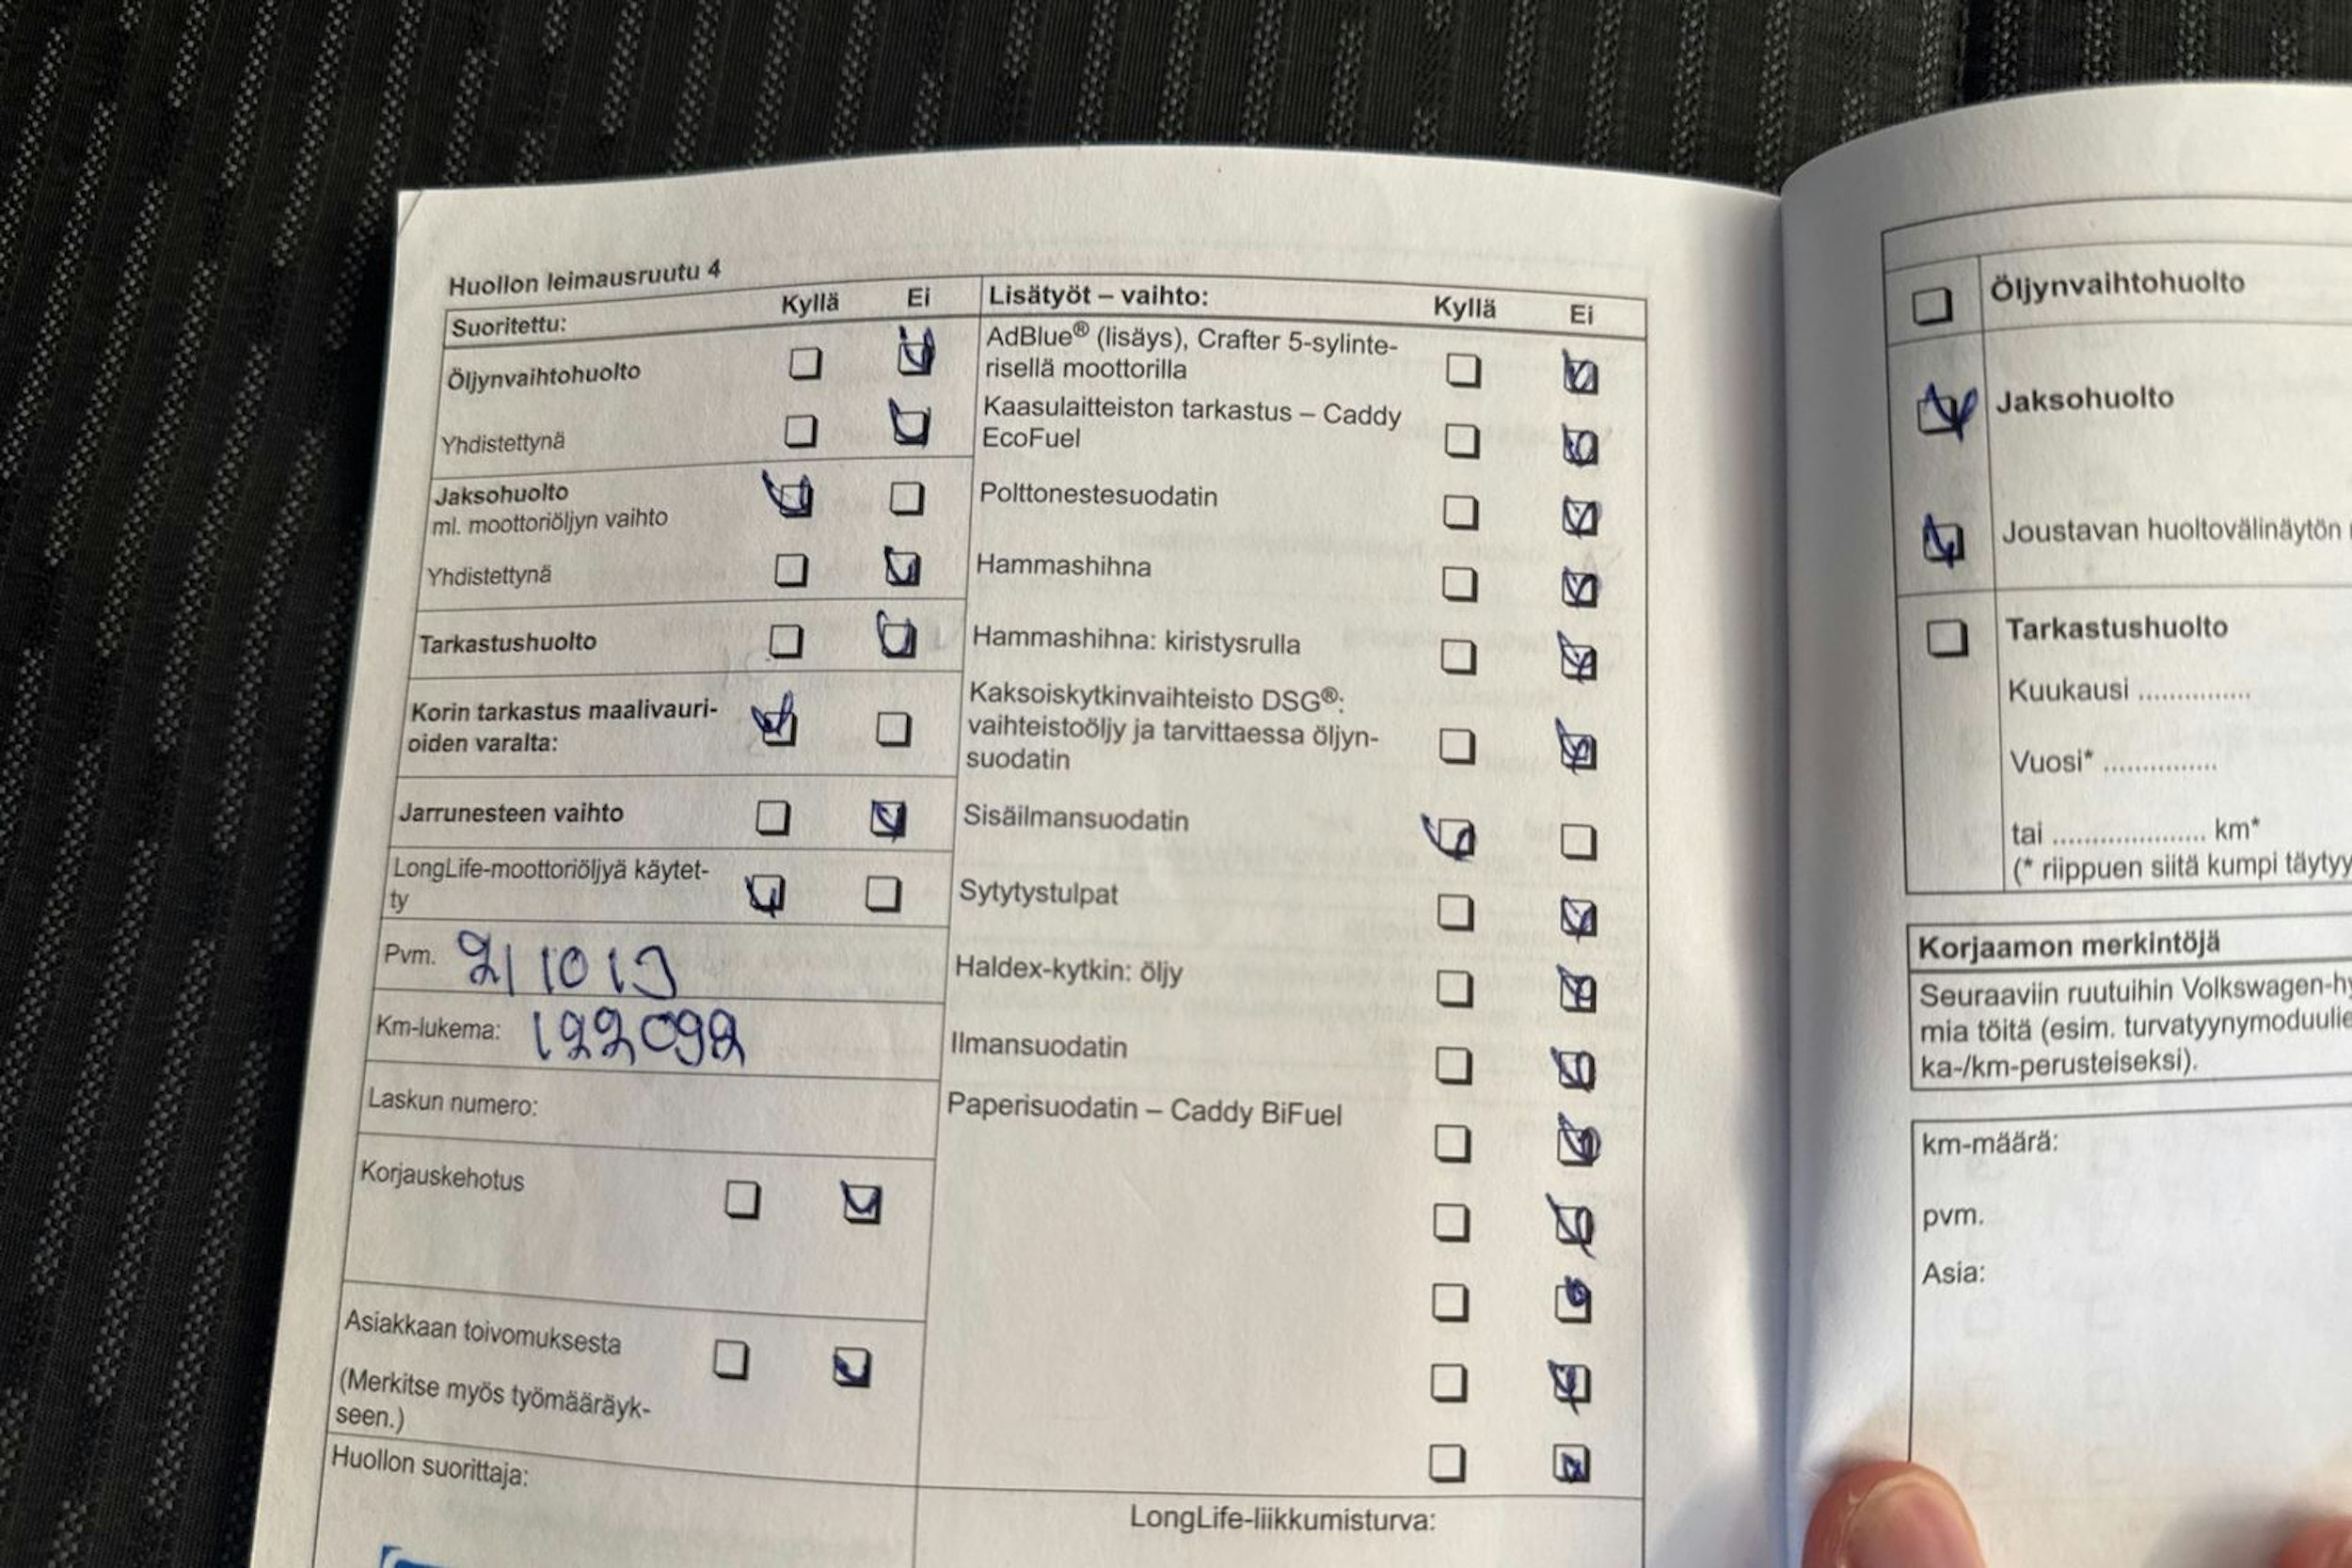 Huollon leimausruutu 4
Suoritettu: Kyllä Ei
Öljynvaihtohuolto
Yhdistettynä
Jaksohuolto
ml. moottoriöljyn vaihto
Yhdistettynä
Tarkastushuolto
Korin tarkastus maalivauri-
oiden varalta:
Jarrunesteen vaihto
LongLife-moottoriöljyä käytet-
ty
Pvm.
Km-lukema: 122092
Laskun numero:
Korjauskehotus
Asiakkaan toivomuksesta
(Merkitse myös työmääräyk-
seen.)
Huollon suorittaja:
Lisätyöt – vaihto: Kyllä Ei
AdBlue® (lisäys), Crafter 5-sylinte-
risellä moottorilla
Kaasulaitteiston tarkastus – Caddy
EcoFuel
Polttonestesuodatin
Hammashihna
Hammashihna: kiristysrulla
Kaksoiskytkinvaihteisto DSG®:
vaihteistoöljy ja tarvittaessa öljyn-
suodatin
Sisäilmansuodatin
Sytytystulpat
Haldex-kytkin: öljy
Ilmansuodatin
Paperisuodatin – Caddy BiFuel
LongLife-liikkumisturva:
Öljynvaihtohuolto
Jaksohuolto
Joustavan huoltovälinäytön
Tarkastushuolto
Kuukausi ...............
Vuosi* ...............
tai .................... km*
(* riippuen siitä kumpi täytyy
Korjaamon merkintöjä
Seuraaviin ruutuihin Volkswagen-hy
mia töitä (esim. turvatyynymoduulie
ka-/km-perusteiseksi).
km-määrä:
pvm.
Asia: